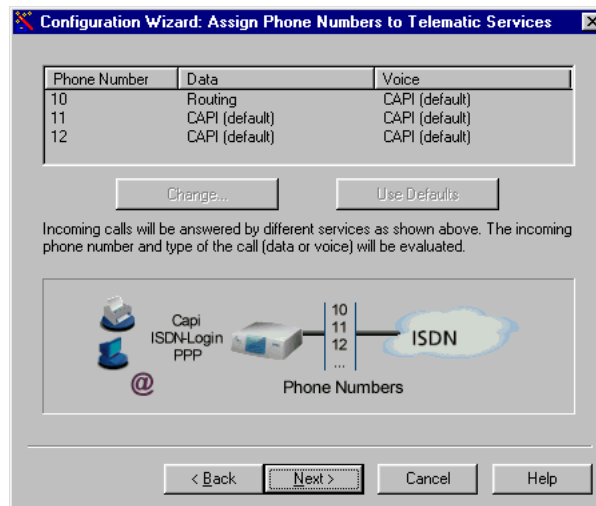 Configuration Wizard: Assign Phone Numbers to Telematic Services
Phone Number Data Voice
10 Routing CAPI (default)
11 CAPI (default) CAPI (default)
12 CAPI (default) CAPI (default)
Change... Use Defaults
Incoming calls will be answered by different services as shown above. The incoming
phone number and type of the call (data or voice) will be evaluated.
Capi
ISDN-Login
PPP
@
10
11
12
...
ISDN
Phone Numbers
< Back Next > Cancel Help